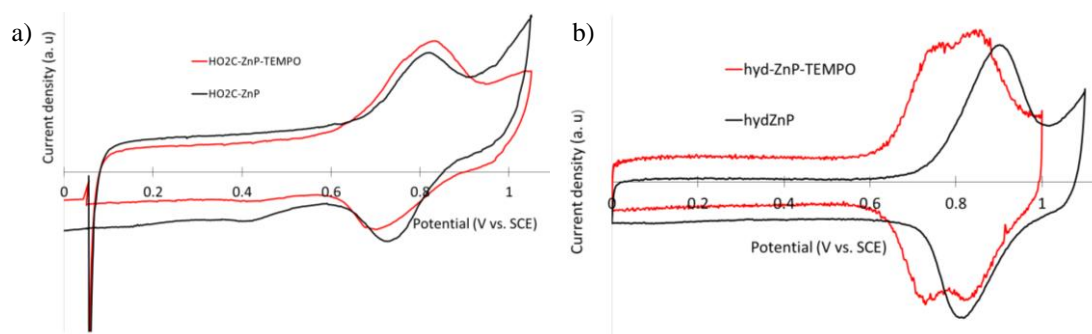 a)
Current density (a. u)
HO2C-ZnP-TEMPO
HO2C-ZnP
0 0.2 0.4 0.6 0.8 1
Potential (V vs. SCE)
b)
Current density (a. u)
hyd-ZnP-TEMPO
hydZnP
0 0.2 0.4 0.6 0.8 1
Potential (V vs. SCE)